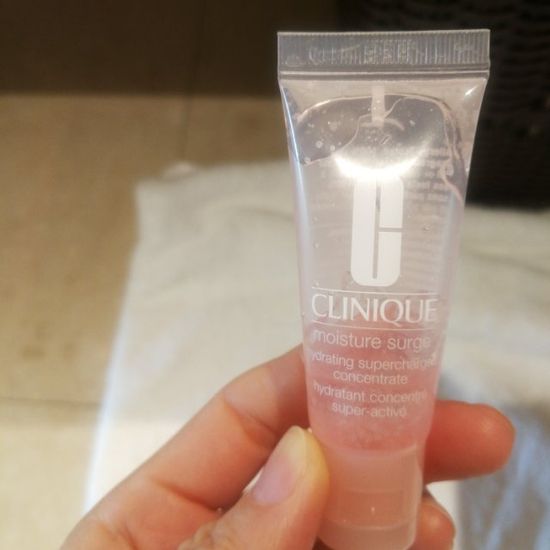 C
CLINIQUE
moisture surge
hydrating supercharged
concentrate
hydratant concentré
super-activé